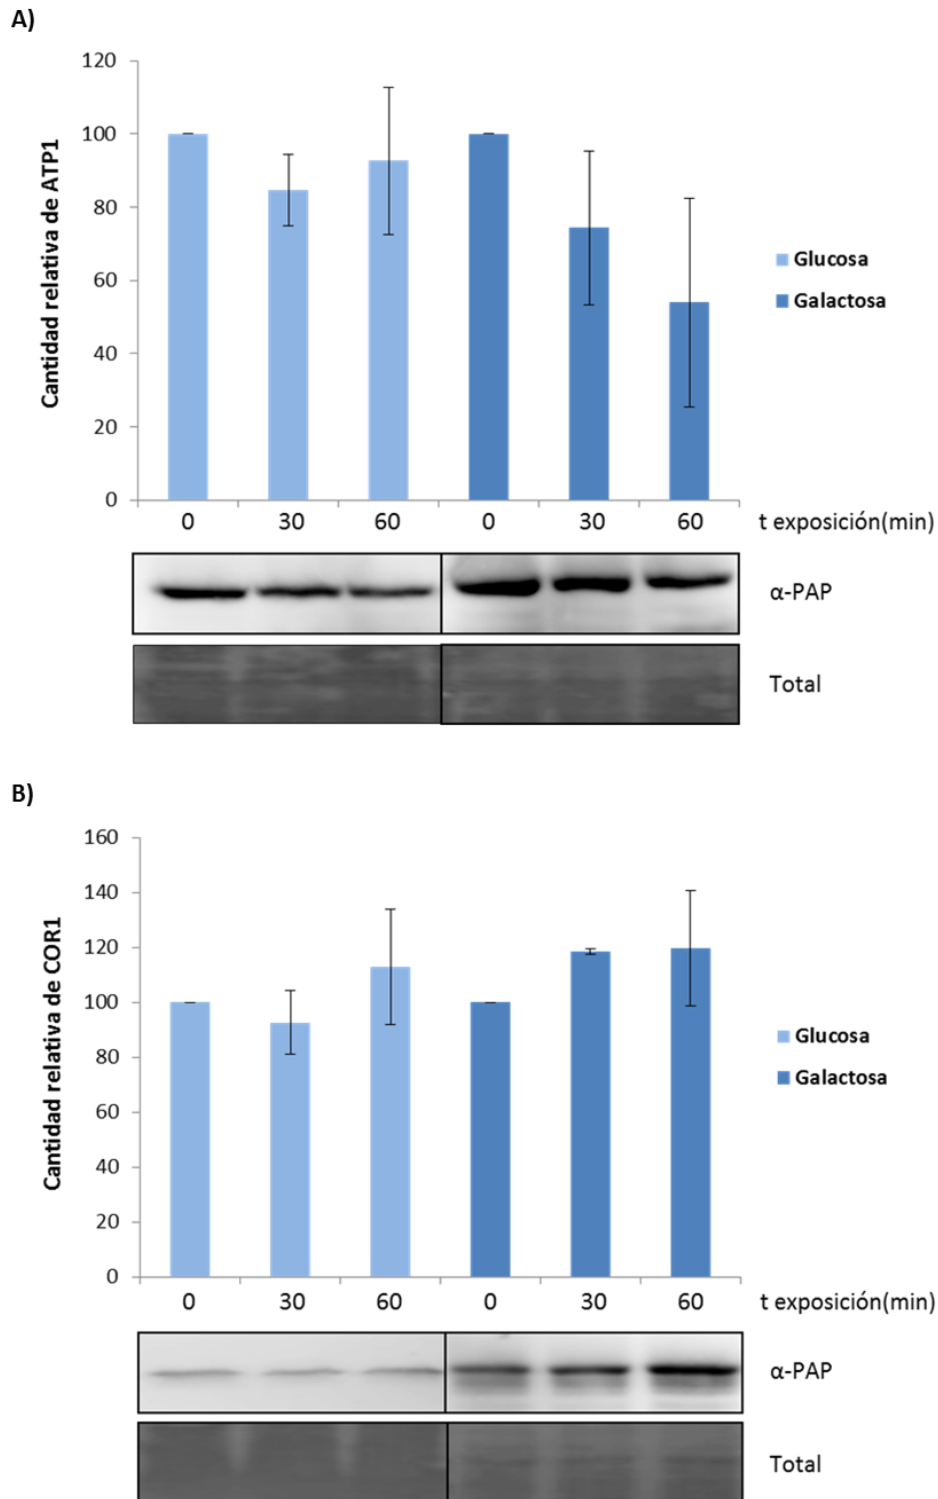 A)
120
100
80
60
40
20
0
Cantidad relativa de ATP1
Glucosa
Galactosa
0 30 60 0 30 60 t exposición(min)
α-PAP
Total
B)
160
140
120
100
80
60
40
20
0
Cantidad relativa de COR1
Glucosa
Galactosa
0 30 60 0 30 60 t exposición(min)
α-PAP
Total